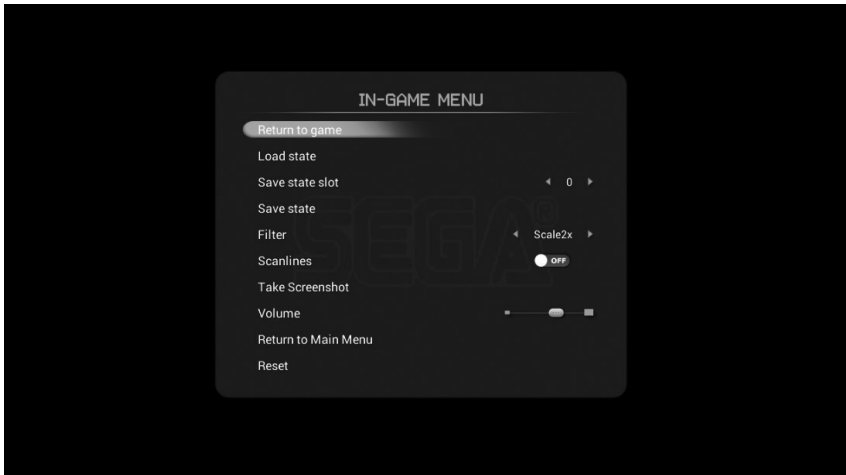 IN-GAME MENU
Return to game
Load state
Save state slot 0
Save state
SEGA®
Filter Scale2x
Scanlines OFF
Take Screenshot
Volume
Return to Main Menu
Reset